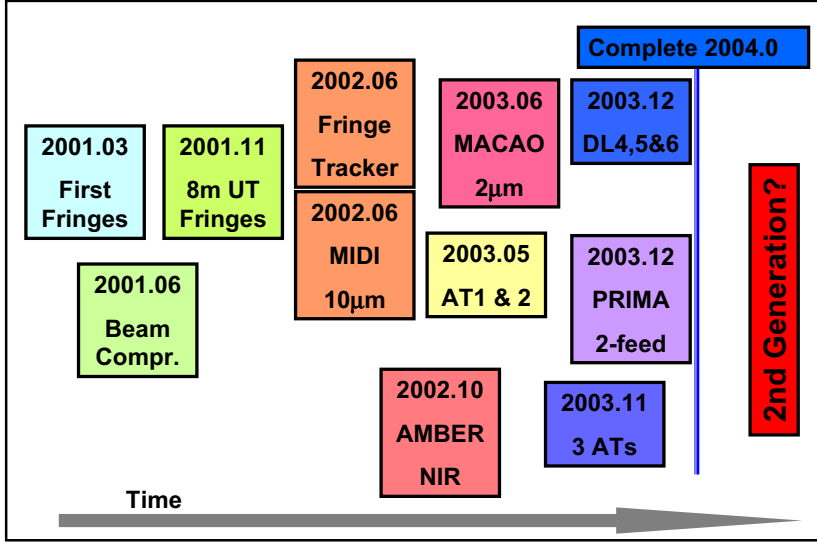 Complete 2004.0
2001.03
First
Fringes
2001.11
8m UT
Fringes
2002.06
Fringe
Tracker
2003.06
MACAO
2μm
2003.12
DL4,5&6
2001.06
Beam
Compr.
2002.06
MIDI
10μm
2003.05
AT1 & 2
2003.12
PRIMA
2-feed
2nd Generation?
2002.10
AMBER
NIR
2003.11
3 ATs
Time